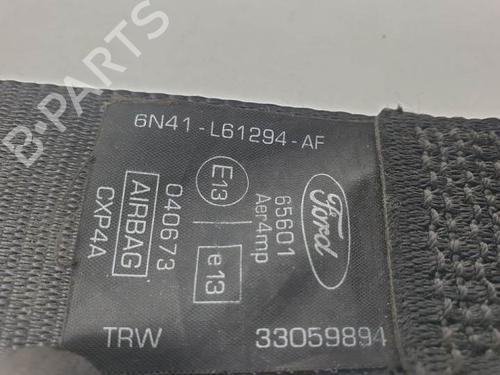 6N41-L61294-AF
E13
e13
65601
Aer4mp
040673
AIRBAG
CXP4A
Ford
TRW 33059894
B-PARTS